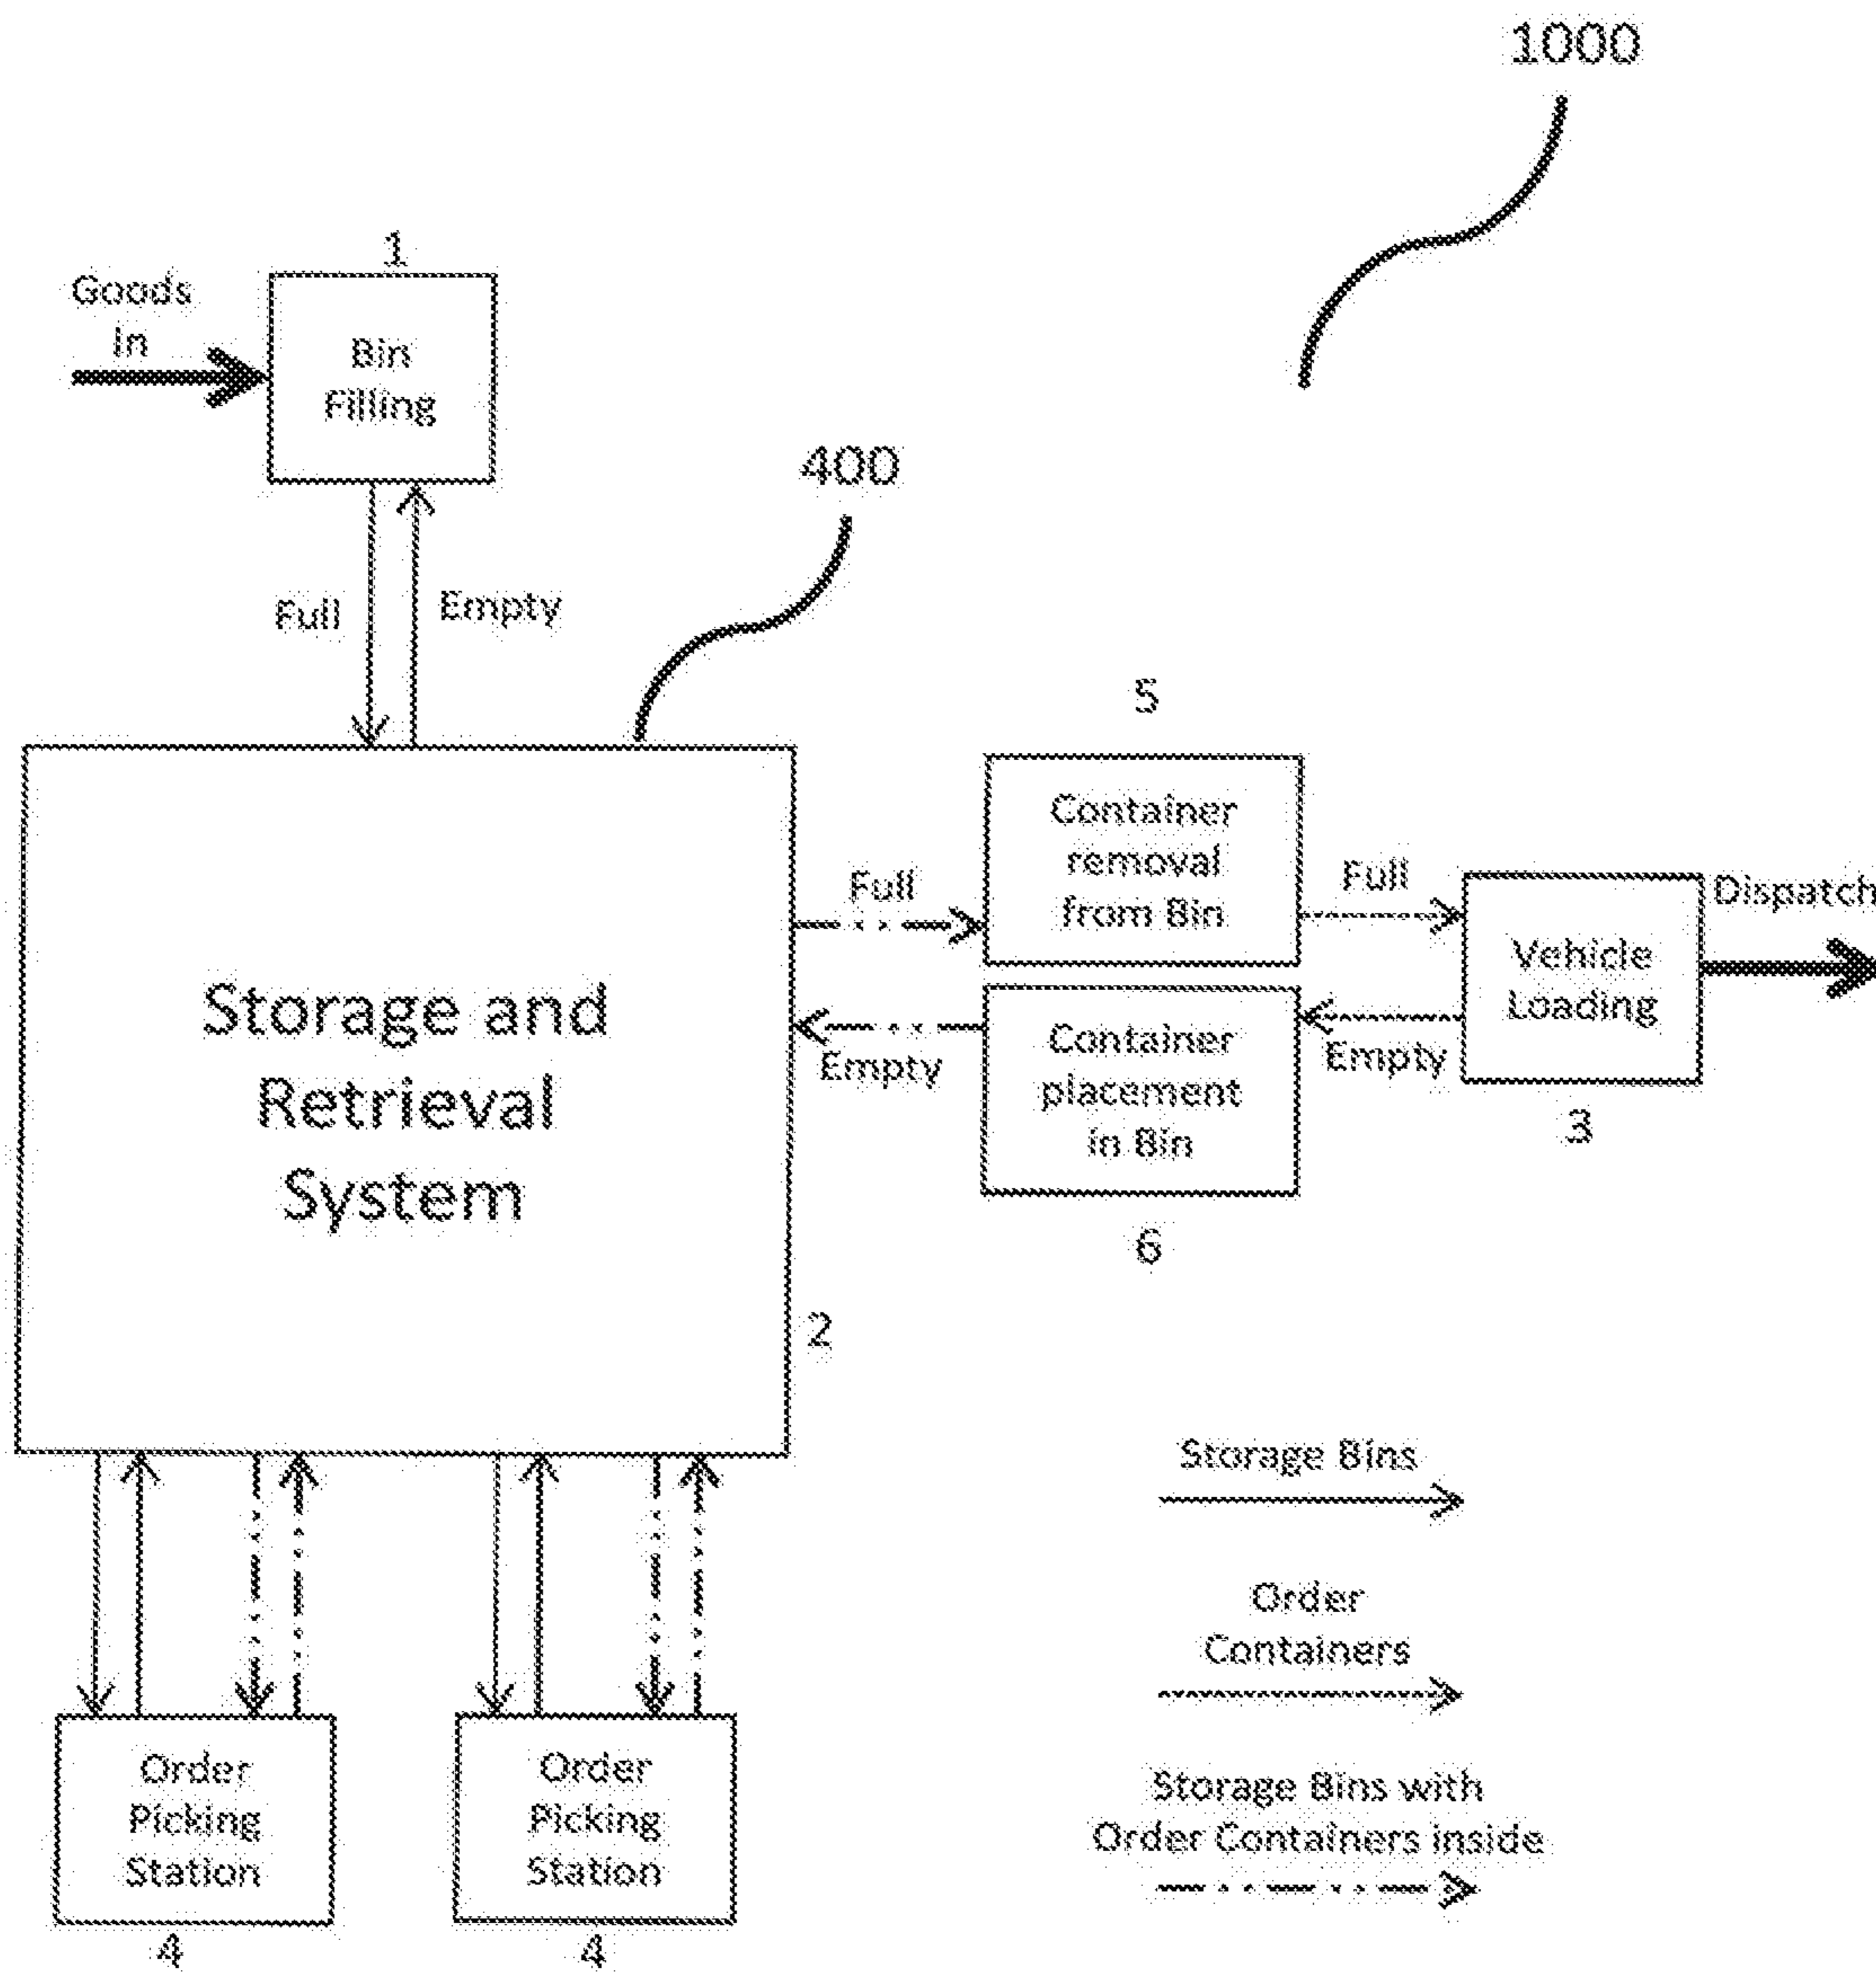 1000
1
Goods
in
Bin
Filling
400
Full
Empty
5
Container
removal
from Bin
Full
Full
Dispatch
Vehicle
Loading
Storage and
Retrieval
System
Empty
Container
placement
in Bin
Empty
3
6
2
Storage Bins
Order
Containers
Storage Bins with
Order Containers inside
Order
Picking
Station
4
Order
Picking
Station
4